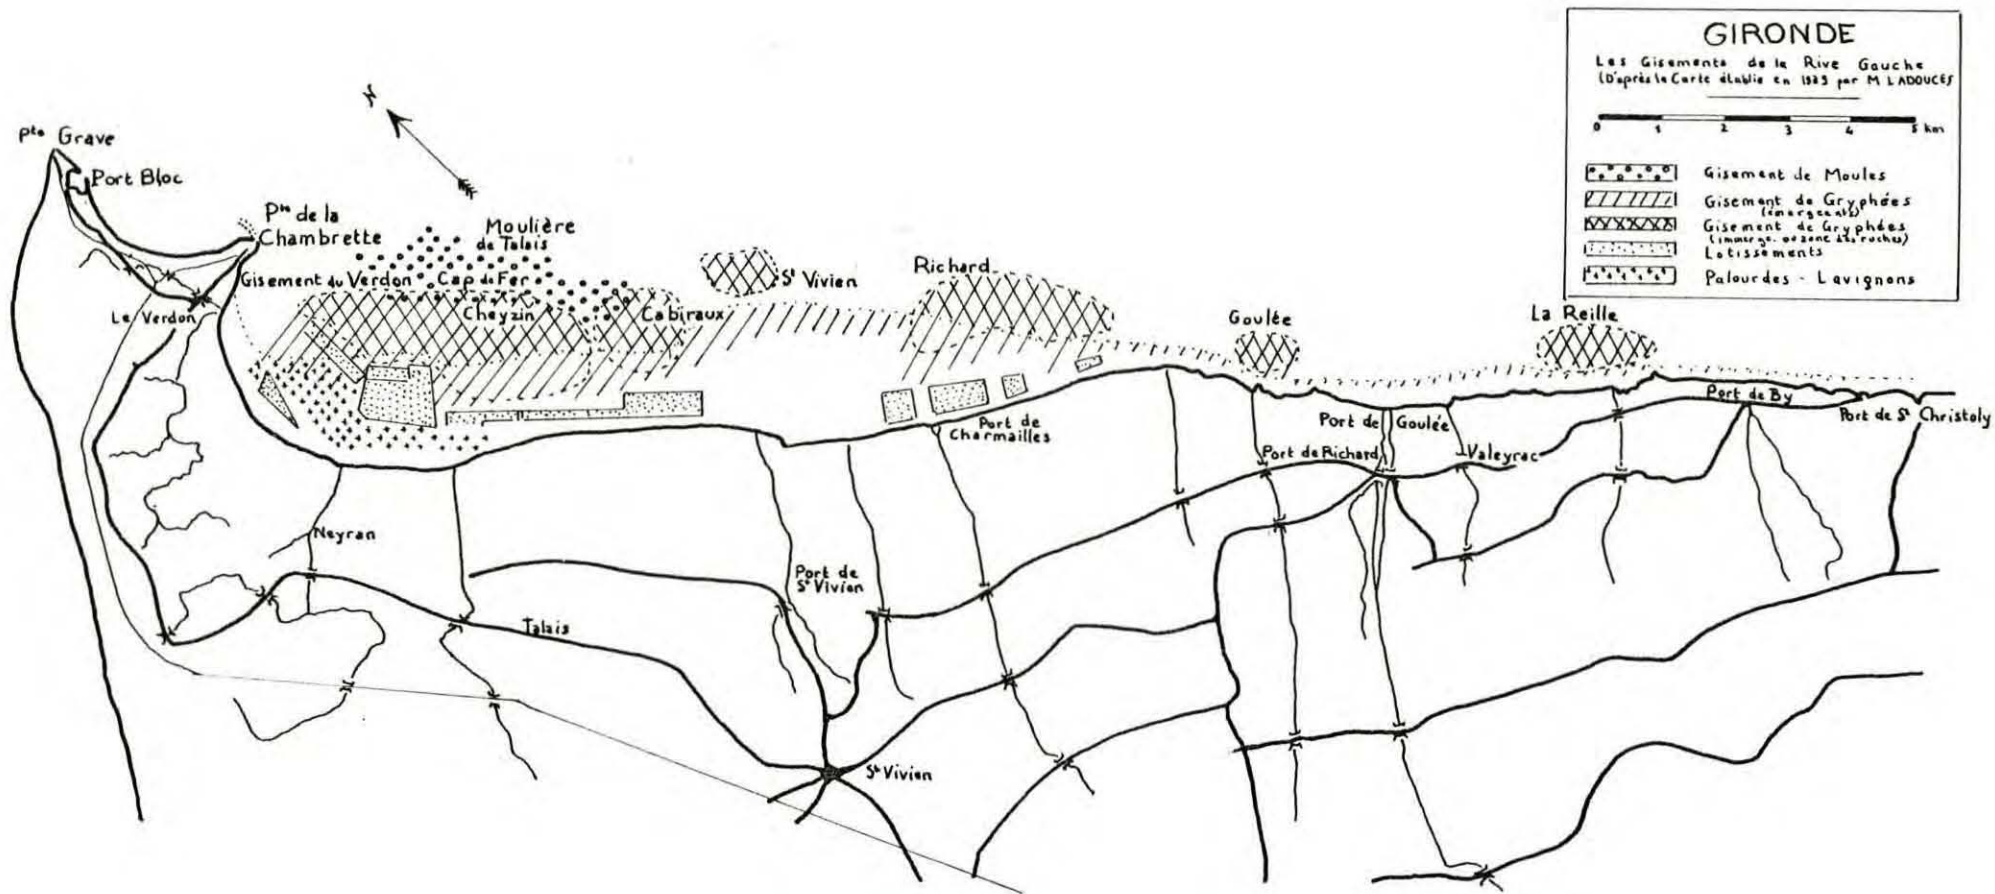 GIRONDE
Les Gisements de la Rive Gauche
(D'après la Carte établie en 1929 par M LADOUCES
0 1 2 3 4 5 km
Gisement de Moules
Gisement de Gryphées
(émergeants)
Gisement de Gryphées
Lotissements
Palourdes - Lavignons
N
Pte Grave
Port Bloc
Pte de la
Chambrette
Moulière
de Talais
Gisement du Verdon
Cap de Fer
Cheyzin
Cabiraux
St Vivien
Richard
Goulée
La Reille
Le Verdon
Port de
Charmailles
Port de Goulée
Port de Richard
Valeyrac
Port de By
Port de St Christoly
Neyran
Port de
St Vivien
Talais
St Vivien